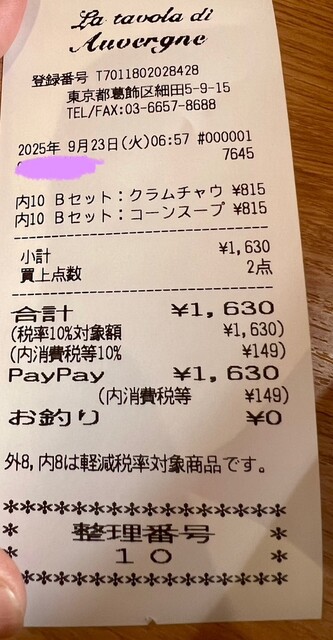 La tavola di
Auvergne
登録番号 T7011802028428
東京都葛飾区細田5-9-15
TEL/FAX:03-6657-8688
2025年 9月23日(火)06:57 #000001
7645
内10 Bセット:クラムチャウ ¥815
内10 Bセット:コーンスープ ¥815
小計 ¥1,630
買上点数 2点
合計 ¥1,630
(税率10%対象額 ¥1,630)
(内消費税等10% ¥149)
PayPay ¥1,630
(内消費税等 ¥149)
お釣り ¥0
外8,内8は軽減税率対象商品です。
********************
* 整理番号 *
* 10 *
********************